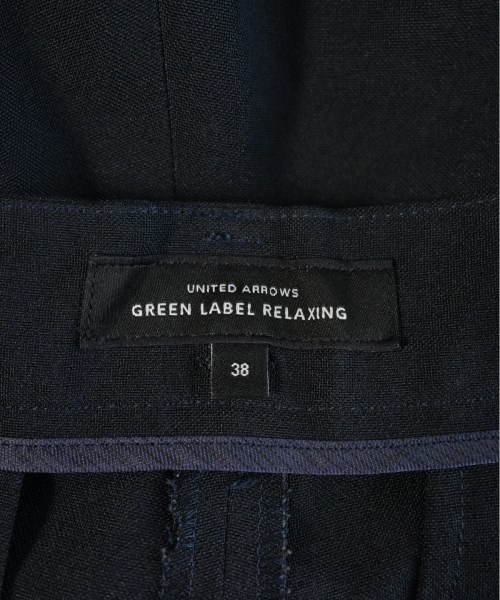 UNITED ARROWS
GREEN LABEL RELAXING
38